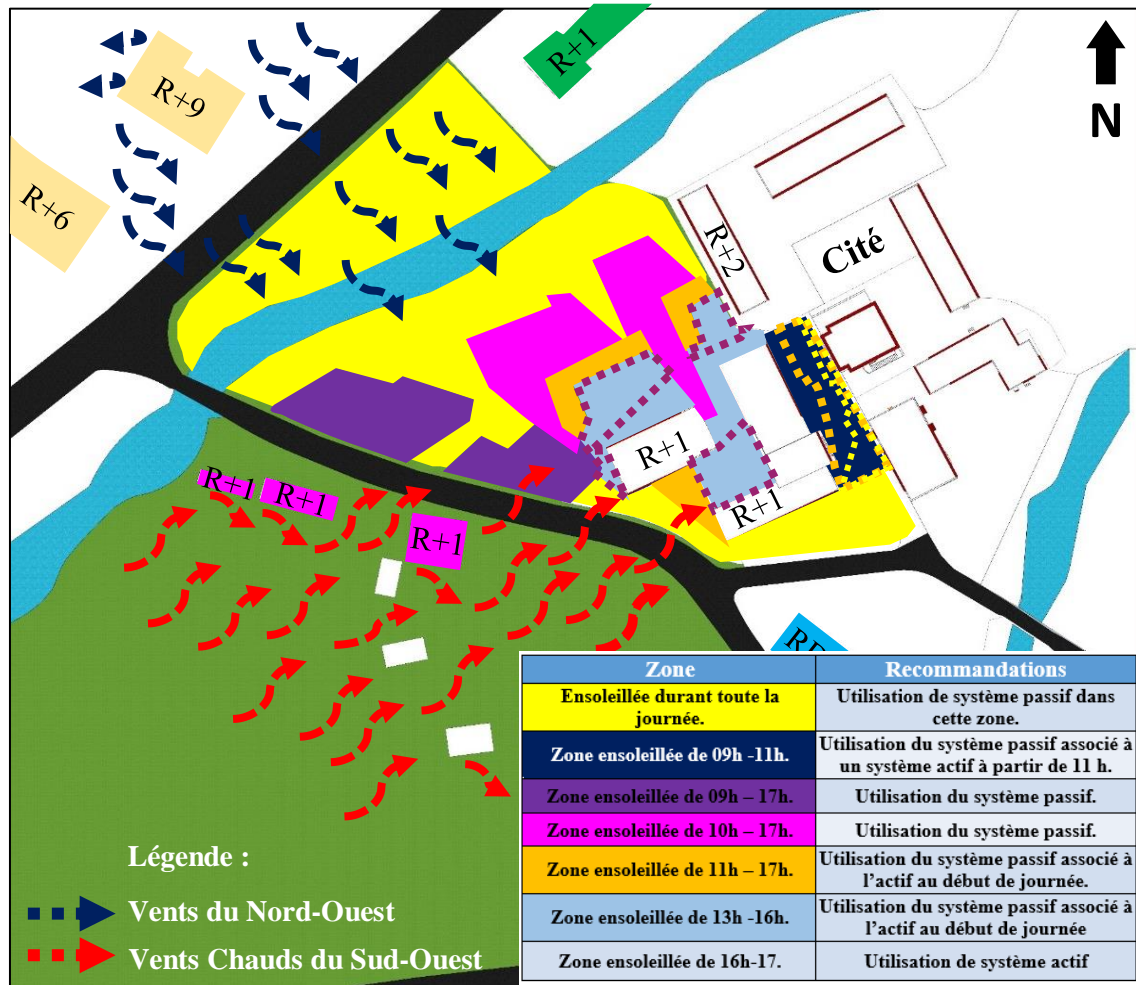 R+1
N
R+9
R+6
R+2
Cité
R+1
R+1
R+1
R+1
R+1
Zone Recommandations
Ensoleillée durant toute la
journée.
Utilisation de système passif dans
cette zone.
Zone ensoleillée de 09h -11h.
Utilisation du système passif associé à
un système actif à partir de 11 h.
Zone ensoleillée de 09h – 17h.
Utilisation du système passif.
Zone ensoleillée de 10h – 17h.
Utilisation du système passif.
Zone ensoleillée de 11h – 17h.
Utilisation du système passif associé à
l'actif au début de journée.
Zone ensoleillée de 13h -16h.
Utilisation du système passif associé à
l'actif au début de journée
Zone ensoleillée de 16h-17.
Utilisation de système actif
Légende :
Vents du Nord-Ouest
Vents Chauds du Sud-Ouest